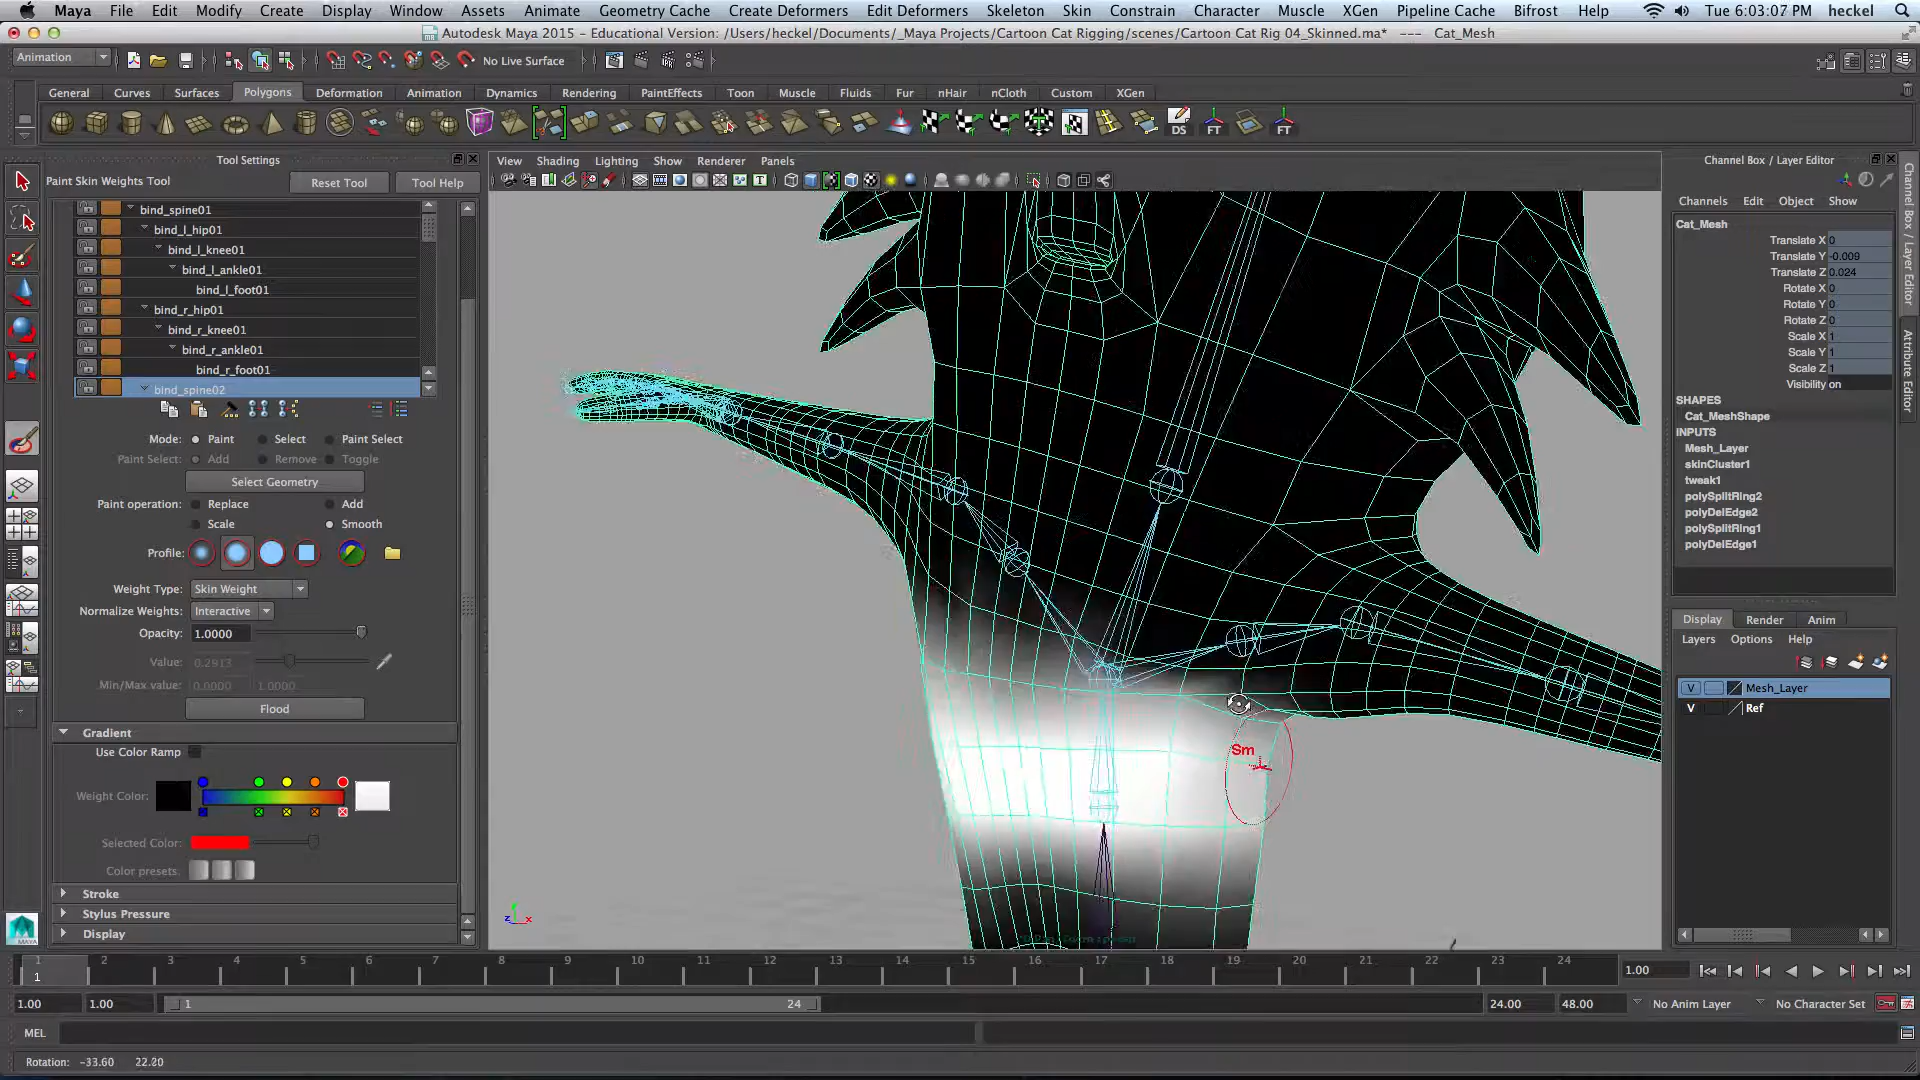 Maya File Edit Modify Create Display Window Assets Animate Geometry Cache Create Deformers Edit Deformers Skeleton Skin Constrain Character Muscle XGen Pipeline Cache Bifrost Help Tue 6:03:07 PM heckel
Autodesk Maya 2015 - Educational Version: /Users/heckel/Documents/_Maya Projects/Cartoon Cat Rigging/scenes/Cartoon Cat Rig 04_Skinned.ma* --- Cat_Mesh
Animation No Live Surface
General Curves Surfaces Polygons Deformation Animation Dynamics Rendering PaintEffects Toon Muscle Fluids Fur nHair nCloth Custom XGen
DS FT FT
Tool Settings
Paint Skin Weights Tool Reset Tool Tool Help
bind_spine01
bind_l_hip01
bind_l_knee01
bind_l_ankle01
bind_l_foot01
bind_r_hip01
bind_r_knee01
bind_r_ankle01
bind_r_foot01
bind_spine02
Mode: Paint Select Paint Select
Paint Select: Add Remove Toggle
Select Geometry
Paint operation: Replace Add
Scale Smooth
Profile:
Weight Type: Skin Weight
Normalize Weights: Interactive
Opacity: 1.0000
Value: 0.2913
Min/Max value: 0.0000 1.0000
Flood
Gradient
Use Color Ramp
Weight Color:
Selected Color:
Color presets:
Stroke
Stylus Pressure
Display
View Shading Lighting Show Renderer Panels
Sm
z y x
Channel Box / Layer Editor
Channels Edit Object Show
Cat_Mesh
Translate X 0
Translate Y -0.009
Translate Z 0.024
Rotate X 0
Rotate Y 0
Rotate Z 0
Scale X 1
Scale Y 1
Scale Z 1
Visibility on
SHAPES
Cat_MeshShape
INPUTS
Mesh_Layer
skinCluster1
tweak1
polySplitRing2
polyDelEdge2
polySplitRing1
polyDelEdge1
Display Render Anim
Layers Options Help
V Mesh_Layer
V Ref
Channel Box / Layer Editor
Attribute Editor
1 2 3 4 5 6 7 8 9 10 11 12 13 14 15 16 17 18 19 20 21 22 23 24
1 1.00
1.00 1.00 1 24 24.00 48.00 No Anim Layer No Character Set
MEL
Rotation: -33.60 22.20